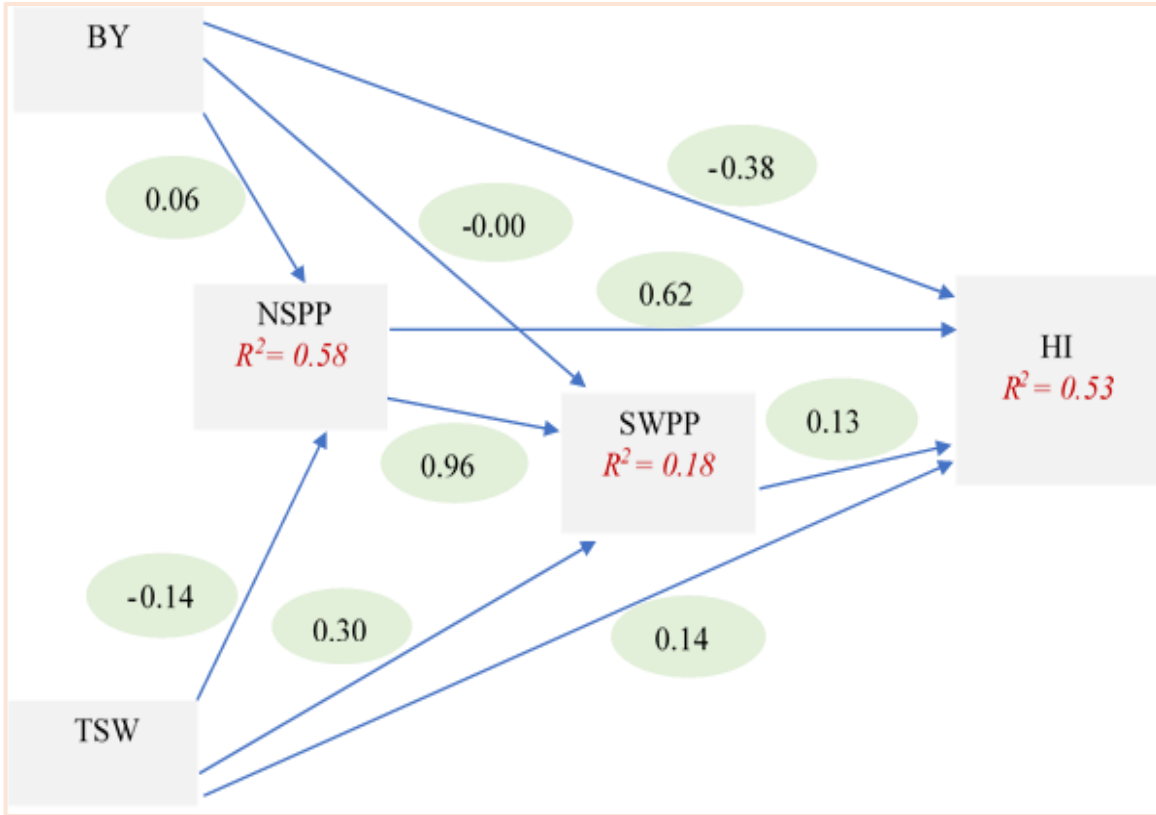 BY
-0.38
0.06
-0.00
0.62
NSPP
R²= 0.58
HI
R²= 0.53
SWPP
R²= 0.18
0.13
0.96
-0.14
0.30
0.14
TSW